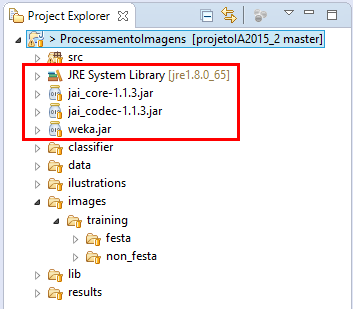 Project Explorer
> ProcessamentoImagens [projetoIA2015_2 master]
src
JRE System Library [jre1.8.0_65]
jai_core-1.1.3.jar
jai_codec-1.1.3.jar
weka.jar
classifier
data
ilustrations
images
training
festa
non_festa
lib
results